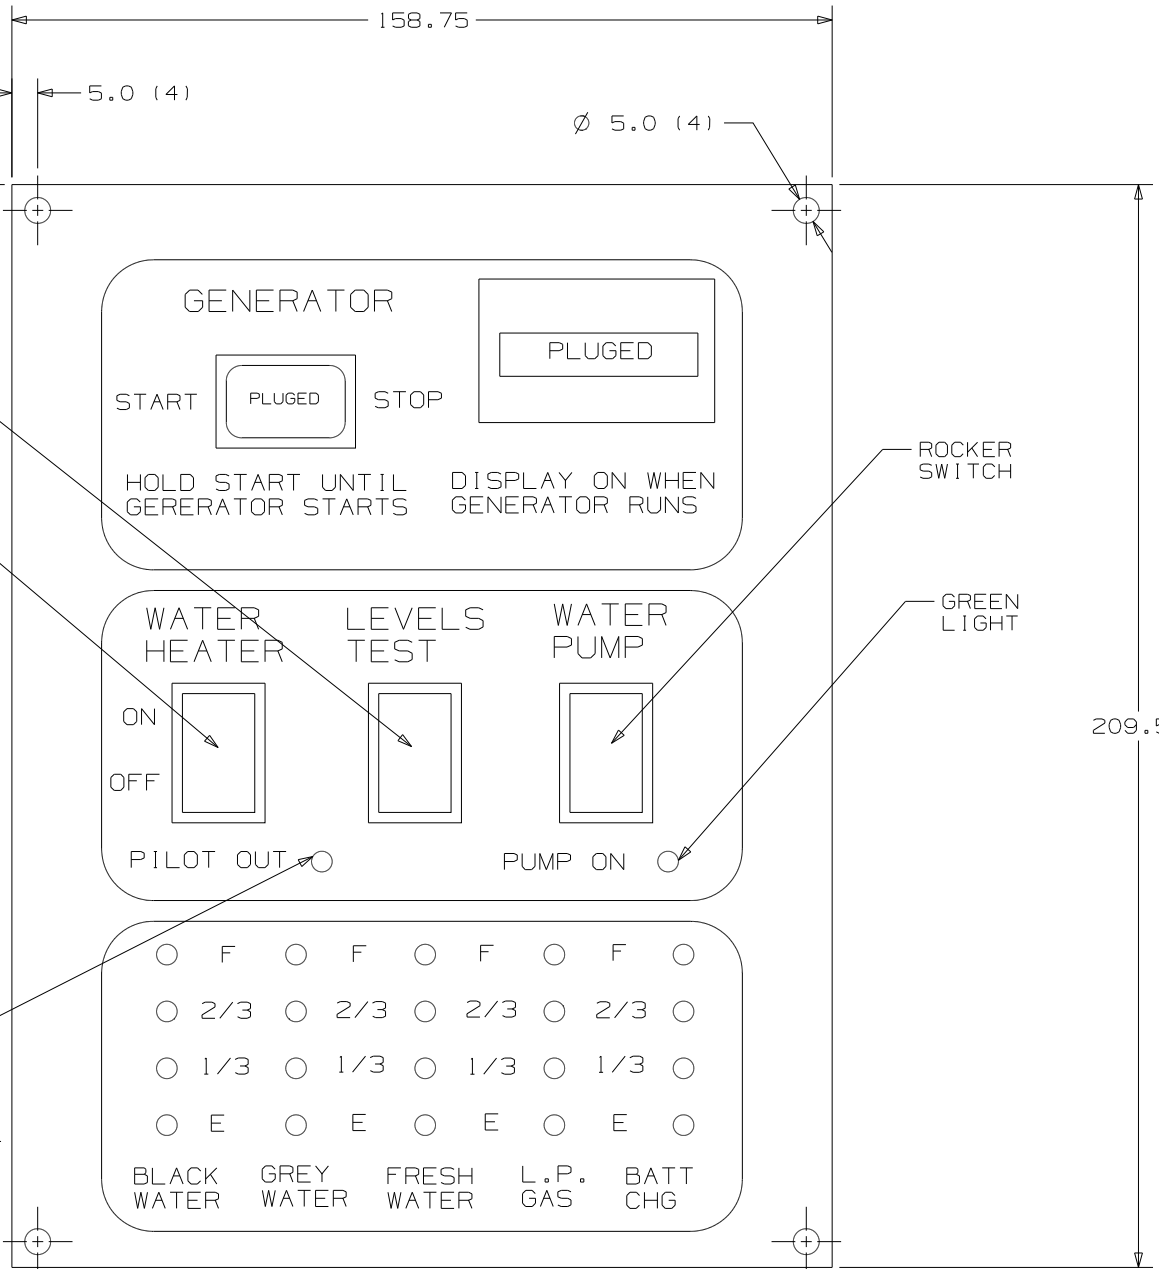 158.75
5.0 (4)
Ø 5.0 (4)
GENERATOR
PLUGED
START
PLUGED
STOP
HOLD START UNTIL
GERERATOR STARTS
DISPLAY ON WHEN
GENERATOR RUNS
ROCKER
SWITCH
WATER
HEATER
LEVELS
TEST
WATER
PUMP
GREEN
LIGHT
ON
OFF
209.5
PILOT OUT
PUMP ON
F F F F
2/3 2/3 2/3 2/3
1/3 1/3 1/3 1/3
E E E E
BLACK
WATER
GREY
WATER
FRESH
WATER
L.P.
GAS
BATT
CHG